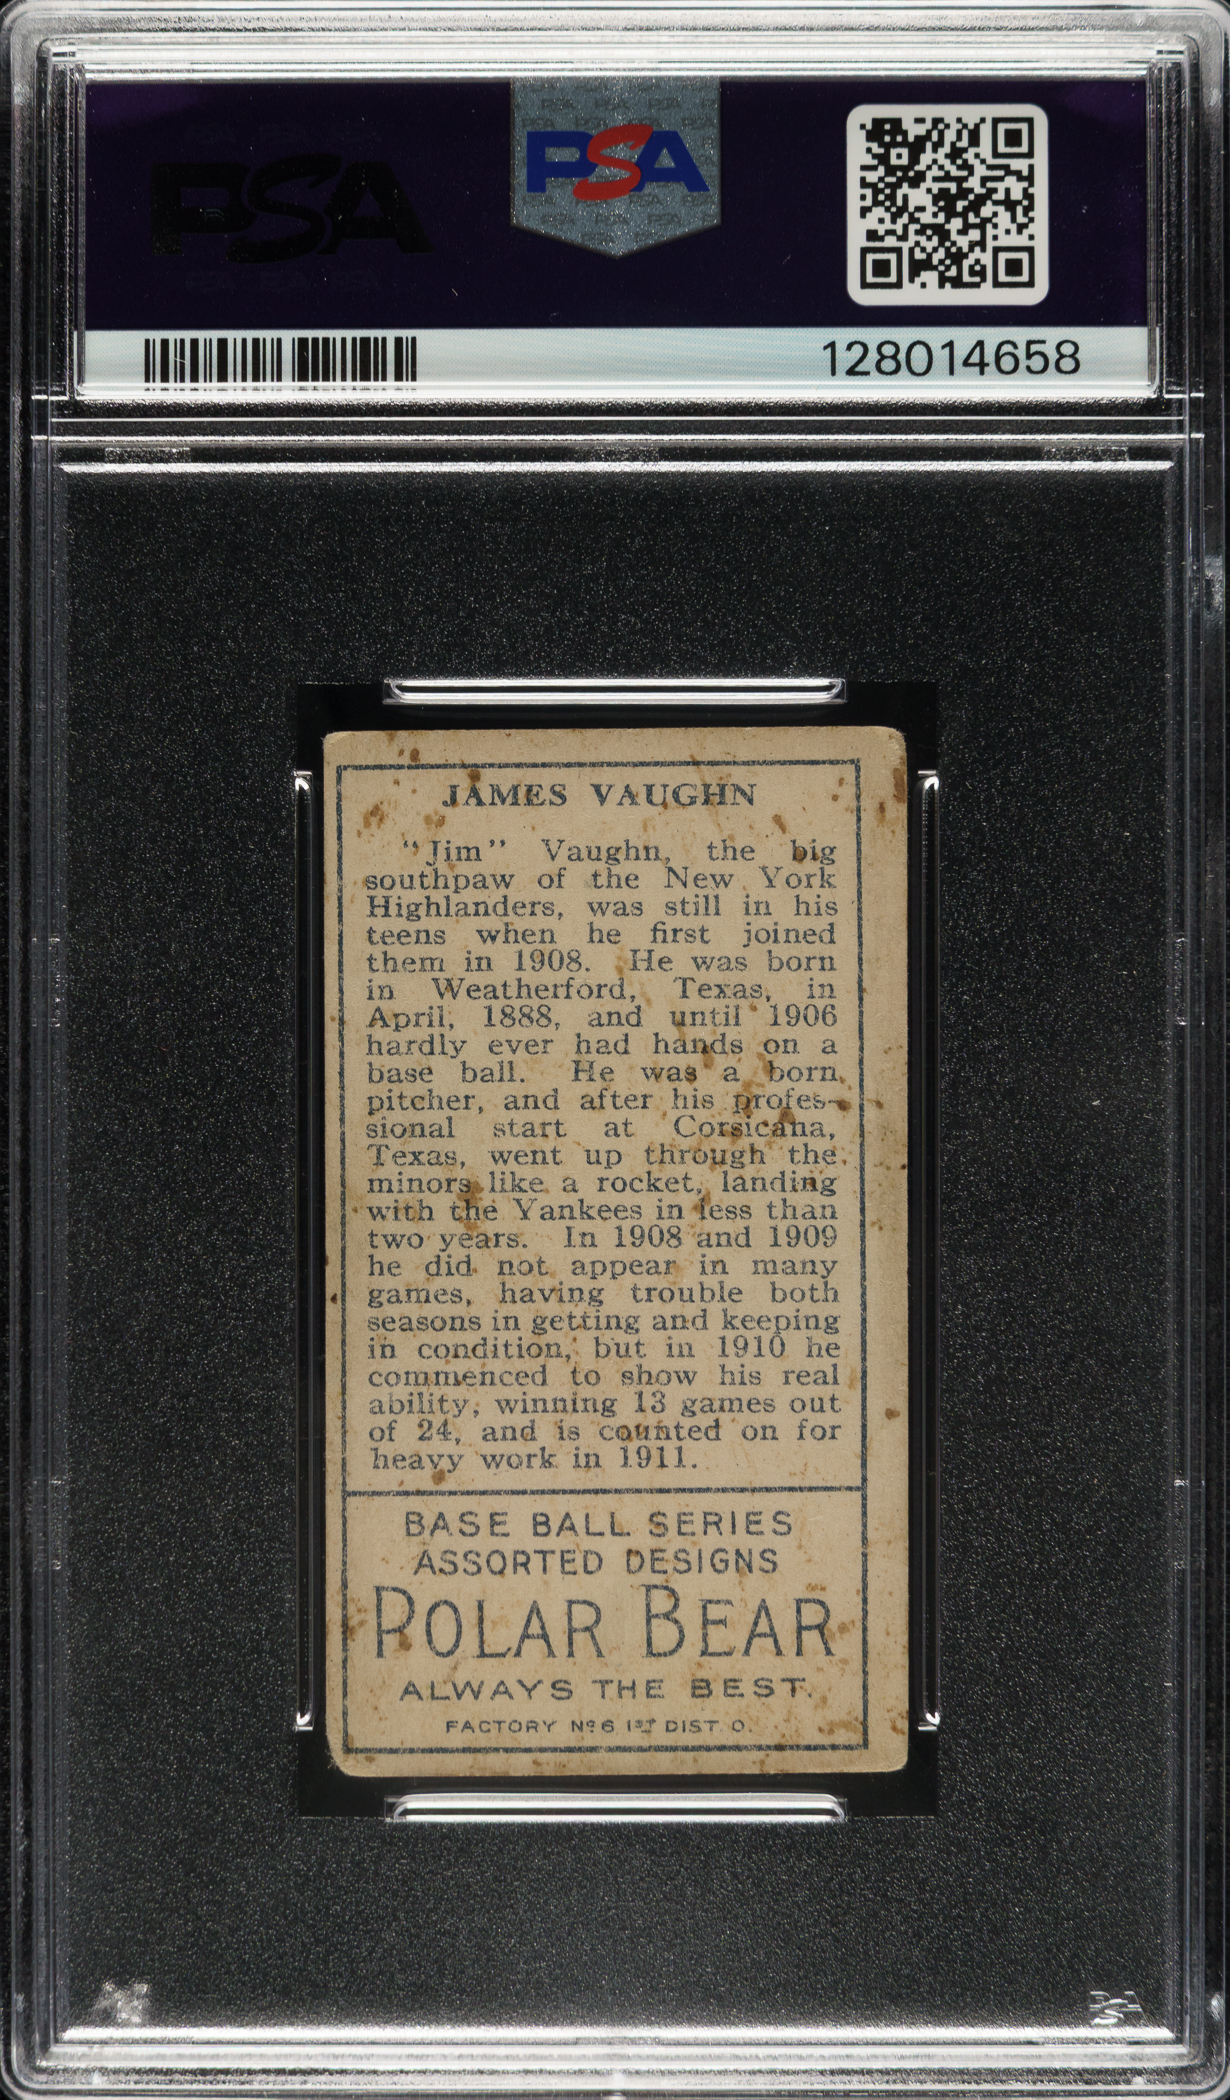 PSA
PSA
128014658
JAMES VAUGHN
"Jim" Vaughn, the big
southpaw of the New York
Highlanders, was still in his
teens when he first joined
them in 1908. He was born
in Weatherford, Texas, in
April, 1888, and until 1906
hardly ever had hands on a
base ball. He was a born
pitcher, and after his profes-
sional start at Corsicana,
Texas, went up through the
minors like a rocket, landing
with the Yankees in less than
two years. In 1908 and 1909
he did not appear in many
games, having trouble both
seasons in getting and keeping
in condition, but in 1910 he
commenced to show his real
ability, winning 13 games out
of 24, and is counted on for
heavy work in 1911.
BASE BALL SERIES
ASSORTED DESIGNS
POLAR BEAR
ALWAYS THE BEST.
FACTORY Nº 6 1ST DIST. O.